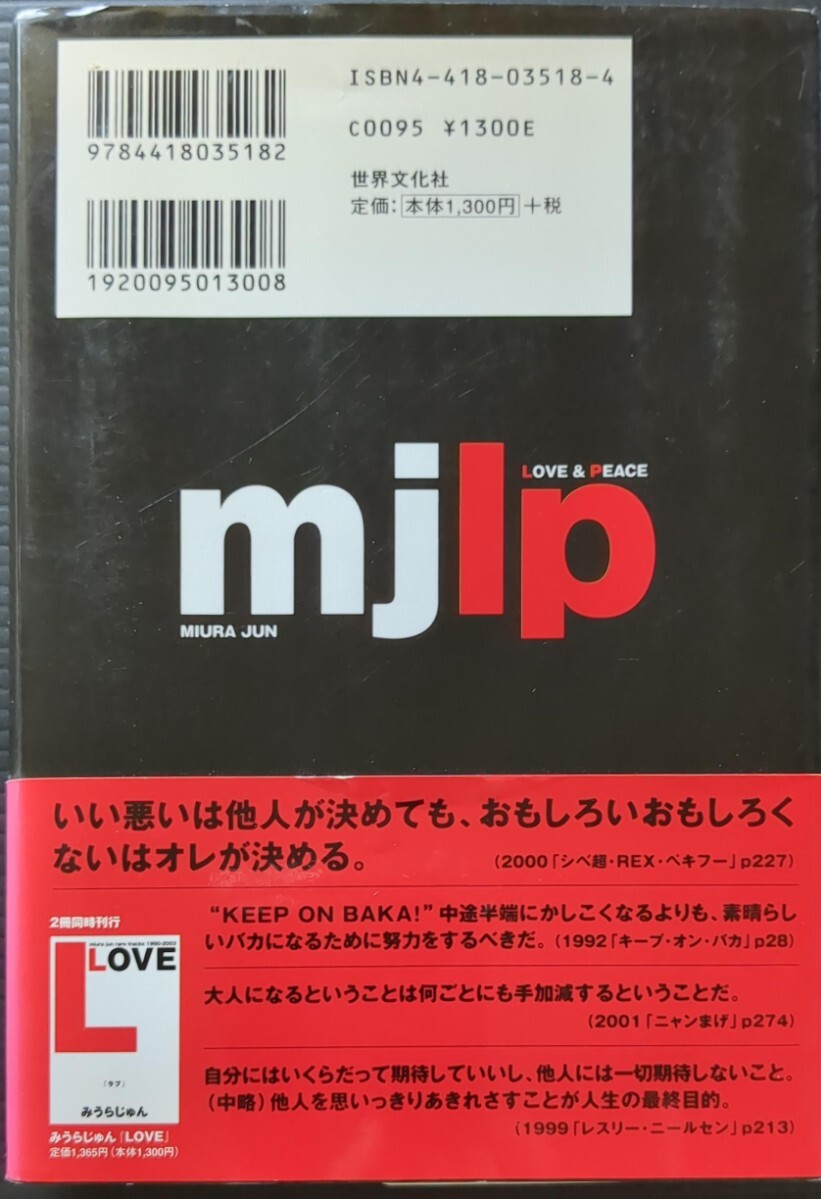 ISBN4-418-03518-4
9784418035182
C0095 ¥1300E
世界文化社
定価：本体1,300円+税
1920095013008
LOVE & PEACE
mjlp
MIURA JUN
いい悪いは他人が決めても、おもしろいおもしろく
ないはオレが決める。
(2000「シベ超・REX・ペキフー」p227)
“KEEP ON BAKA!”中途半端にかしこくなるよりも、素晴らし
いバカになるために努力をするべきだ。(1992「キープ・オン・バカ」p28)
大人になるということは何ごとにも手加減するということだ。
(2001「ニャンまげ」p274)
自分にはいくらだって期待していいし、他人には一切期待しないこと。
(中略)他人を思いっきりあきれさすことが人生の最終目的。
(1999「レスリー・ニールセン」p213)
2冊同時刊行
miura jun rare tracks 1990-2003
LOVE
L
「ラブ」
みうらじゅん
みうらじゅん「LOVE」
定価1,365円(本体1,300円)